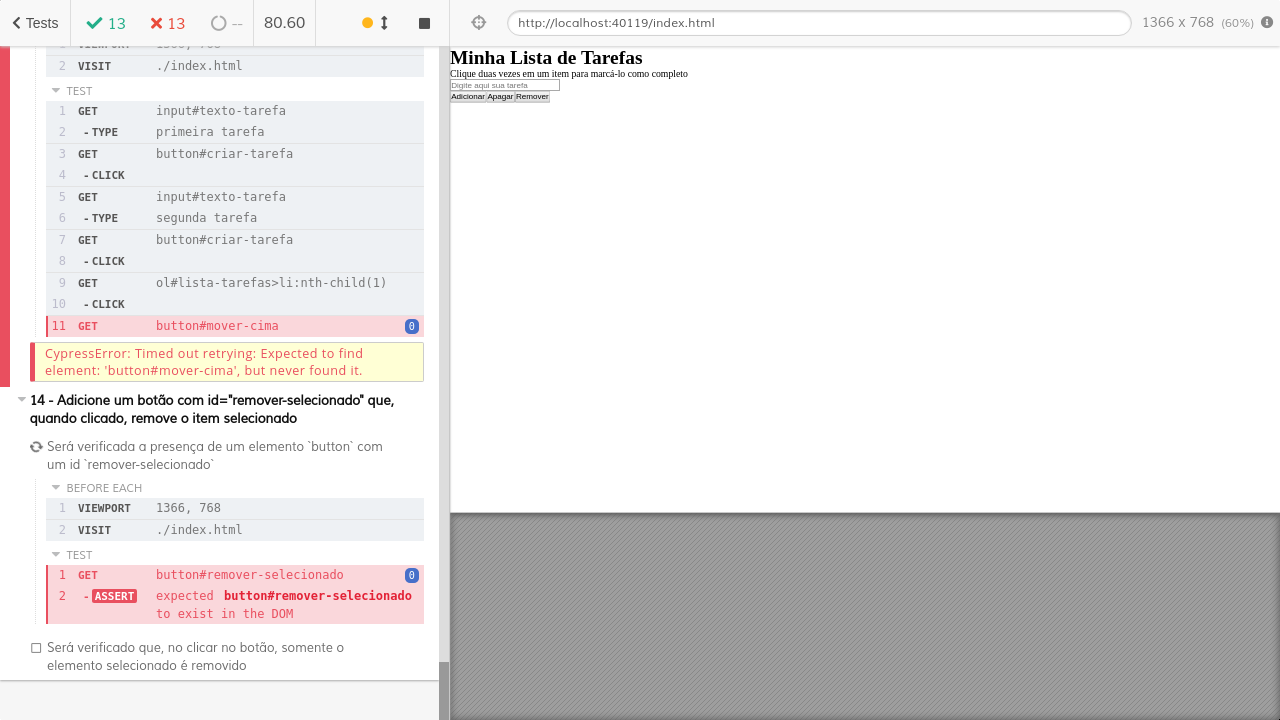 Tests
13
13
--
80.60
http://localhost:40119/index.html
1366 x 768 (60%)
1 VIEWPORT 1366, 768
2 VISIT ./index.html
TEST
1 GET input#texto-tarefa
2 - TYPE primeira tarefa
3 GET button#criar-tarefa
4 - CLICK
5 GET input#texto-tarefa
6 - TYPE segunda tarefa
7 GET button#criar-tarefa
8 - CLICK
9 GET ol#lista-tarefas>li:nth-child(1)
10 - CLICK
11 GET button#mover-cima 0
CypressError: Timed out retrying: Expected to find
element: 'button#mover-cima', but never found it.
14 - Adicione um botão com id="remover-selecionado" que,
quando clicado, remove o item selecionado
Será verificada a presença de um elemento `button` com
um id `remover-selecionado`
BEFORE EACH
1 VIEWPORT 1366, 768
2 VISIT ./index.html
TEST
1 GET button#remover-selecionado 0
2 - ASSERT expected button#remover-selecionado
to exist in the DOM
Será verificado que, no clicar no botão, somente o
elemento selecionado é removido
Minha Lista de Tarefas
Clique duas vezes em um item para marcá-lo como completo
Digite aqui sua tarefa
Adicionar Apagar Remover